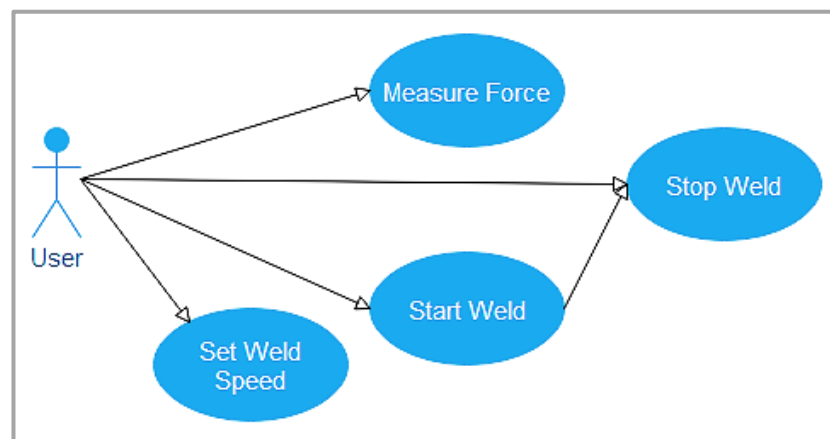 Measure Force
Stop Weld
User
Start Weld
Set Weld
Speed